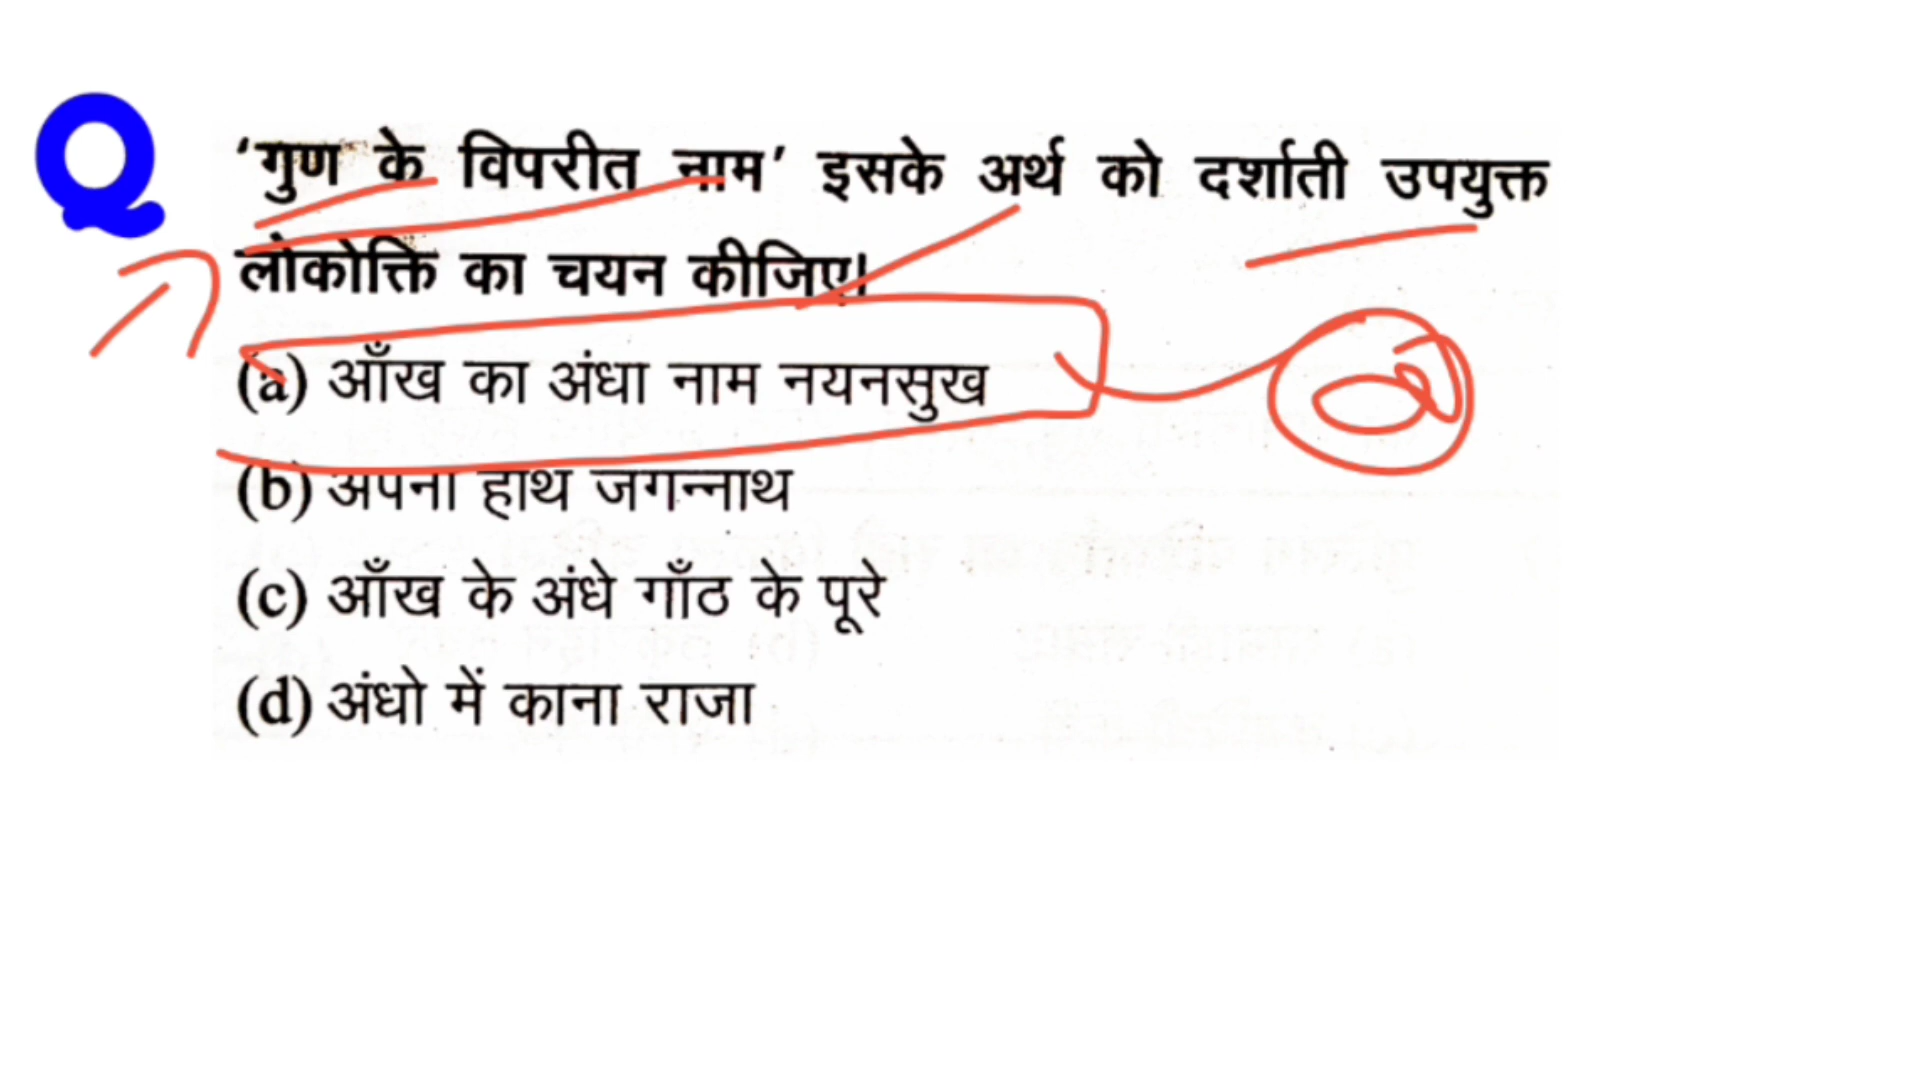 Q
'गुण के विपरीत नाम' इसके अर्थ को दर्शाती उपयुक्त
लोकोक्ति का चयन कीजिए।
(a) आँख का अंधा नाम नयनसुख
(b) अपना हाथ जगन्नाथ
(c) आँख के अंधे गाँठ के पूरे
(d) अंधो में काना राजा